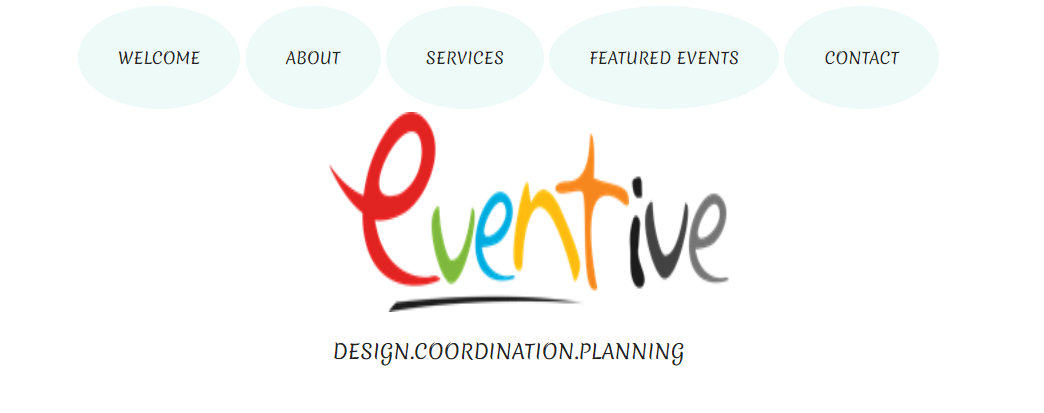 WELCOME ABOUT SERVICES FEATURED EVENTS CONTACT
eventive
DESIGN.COORDINATION.PLANNING